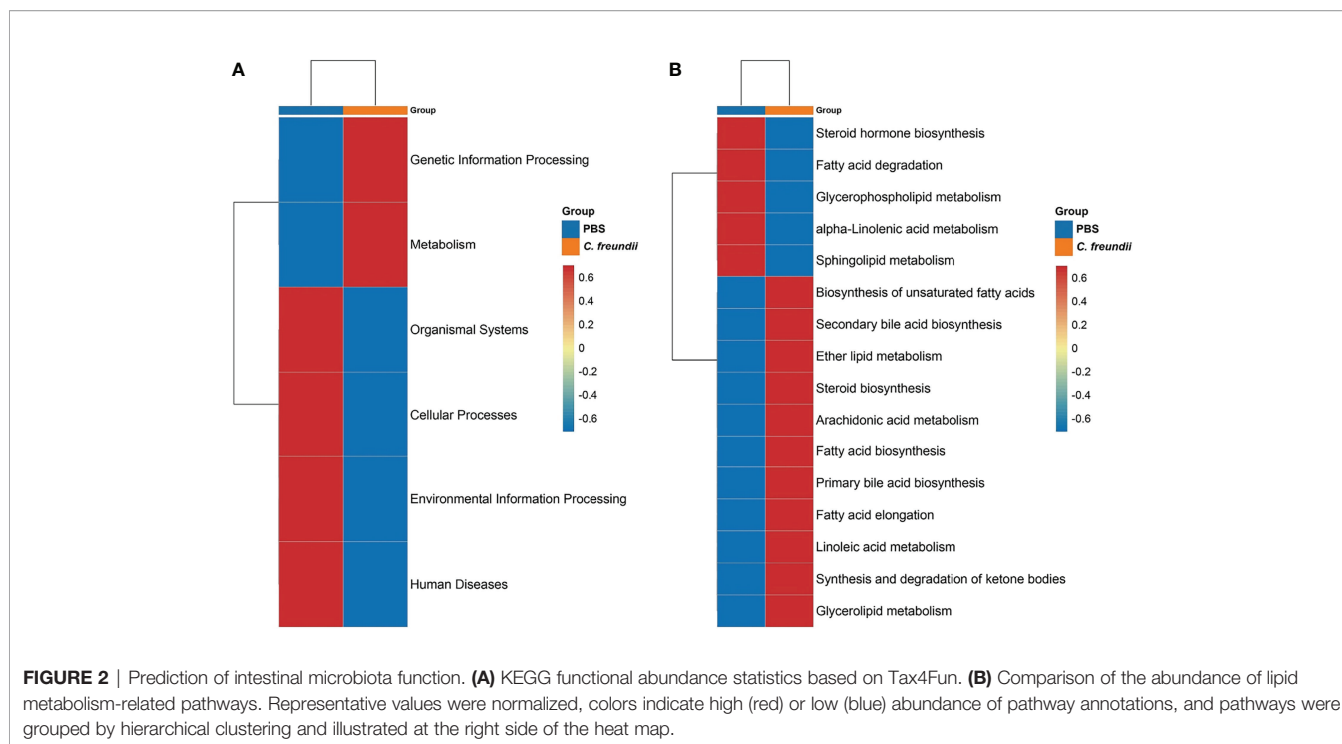 A
Group
Genetic Information Processing
Metabolism
Organismal Systems
Cellular Processes
Environmental Information Processing
Human Diseases
Group
PBS
C. freundii
0.6
0.4
0.2
0
-0.2
-0.4
-0.6
B
Group
Steroid hormone biosynthesis
Fatty acid degradation
Glycerophospholipid metabolism
alpha-Linolenic acid metabolism
Sphingolipid metabolism
Biosynthesis of unsaturated fatty acids
Secondary bile acid biosynthesis
Ether lipid metabolism
Steroid biosynthesis
Arachidonic acid metabolism
Fatty acid biosynthesis
Primary bile acid biosynthesis
Fatty acid elongation
Linoleic acid metabolism
Synthesis and degradation of ketone bodies
Glycerolipid metabolism
Group
PBS
C. freundii
0.6
0.4
0.2
0
-0.2
-0.4
-0.6
FIGURE 2 | Prediction of intestinal microbiota function. (A) KEGG functional abundance statistics based on Tax4Fun. (B) Comparison of the abundance of lipid
metabolism-related pathways. Representative values were normalized, colors indicate high (red) or low (blue) abundance of pathway annotations, and pathways were
grouped by hierarchical clustering and illustrated at the right side of the heat map.